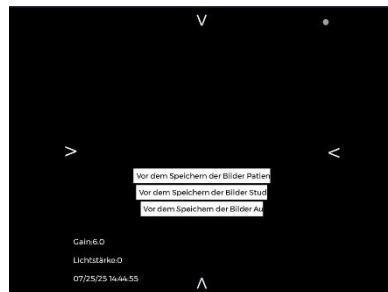 V
> <
Vor dem Speichern der Bilder Patien
Vor dem Speichern der Bilder Stud
Vor dem Speichern der Bilder Au
Gain:6.0
Lichtstärke:0
07/25/25 14:44:55
Λ